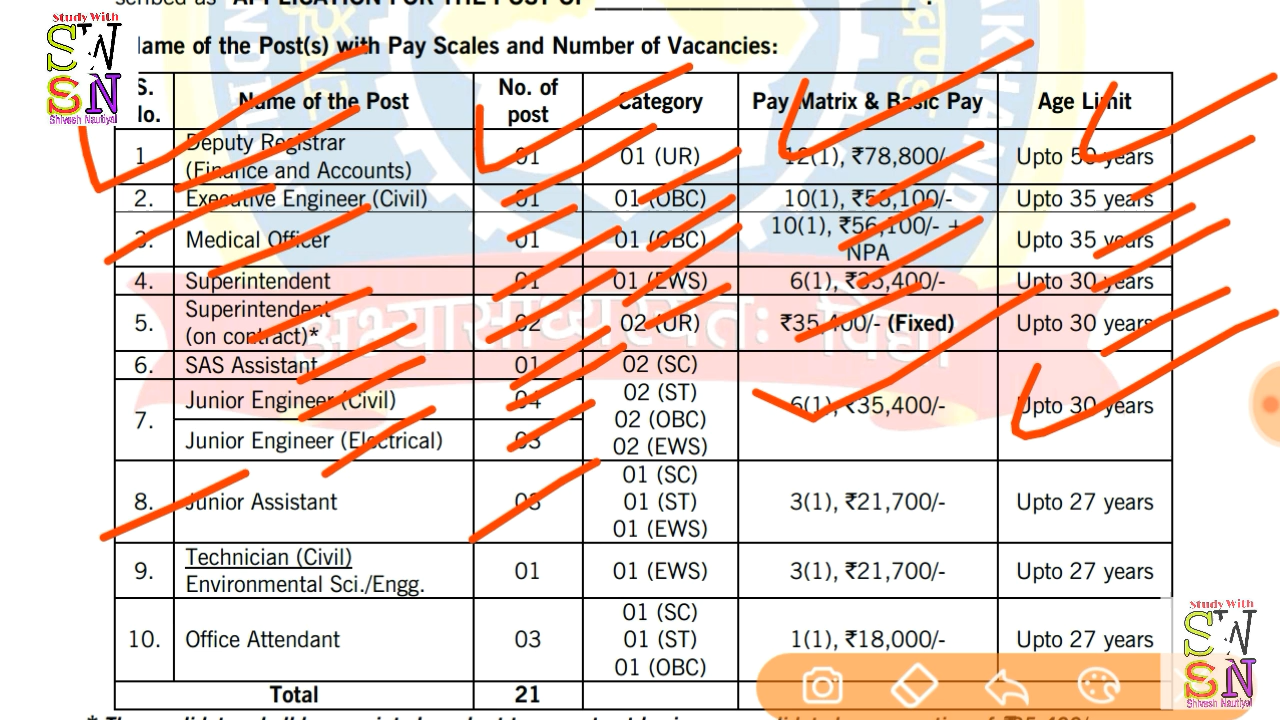 scribed as "APPLICATION FOR THE POST OF ______________________________".
Study With
SW
SN
Shivesh Nautiyal
Name of the Post(s) with Pay Scales and Number of Vacancies:
S. No. Name of the Post No. of post Category Pay Matrix & Basic Pay Age Limit
1. Deputy Registrar (Finance and Accounts) 01 01 (UR) 12(1), ₹78,800/- Upto 50 years
2. Executive Engineer (Civil) 01 01 (OBC) 10(1), ₹56,100/- Upto 35 years
3. Medical Officer 01 01 (OBC) 10(1), ₹56,100/- + NPA Upto 35 years
4. Superintendent 01 01 (EWS) 6(1), ₹35,400/- Upto 30 years
5. Superintendent (on contract)* 02 02 (UR) ₹35,400/- (Fixed) Upto 30 years
6. SAS Assistant 01 02 (SC)
7. Junior Engineer (Civil) 04 02 (ST) 02 (OBC) 6(1), ₹35,400/- Upto 30 years
Junior Engineer (Electrical) 03 02 (EWS)
8. Junior Assistant 03 01 (SC) 01 (ST) 01 (EWS) 3(1), ₹21,700/- Upto 27 years
9. Technician (Civil) Environmental Sci./Engg. 01 01 (EWS) 3(1), ₹21,700/- Upto 27 years
10. Office Attendant 03 01 (SC) 01 (ST) 01 (OBC) 1(1), ₹18,000/- Upto 27 years
Total 21
Study With
SW
SN
Shivesh Nautiyal